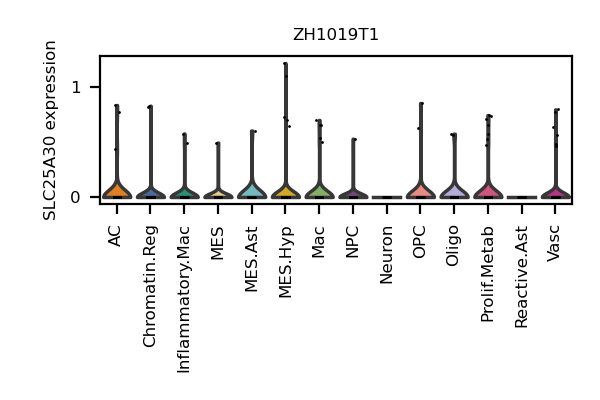 ZH1019T1
SLC25A30 expression
1
0
AC
Chromatin.Reg
Inflammatory.Mac
MES
MES.Ast
MES.Hyp
Mac
NPC
Neuron
OPC
Oligo
Prolif.Metab
Reactive.Ast
Vasc